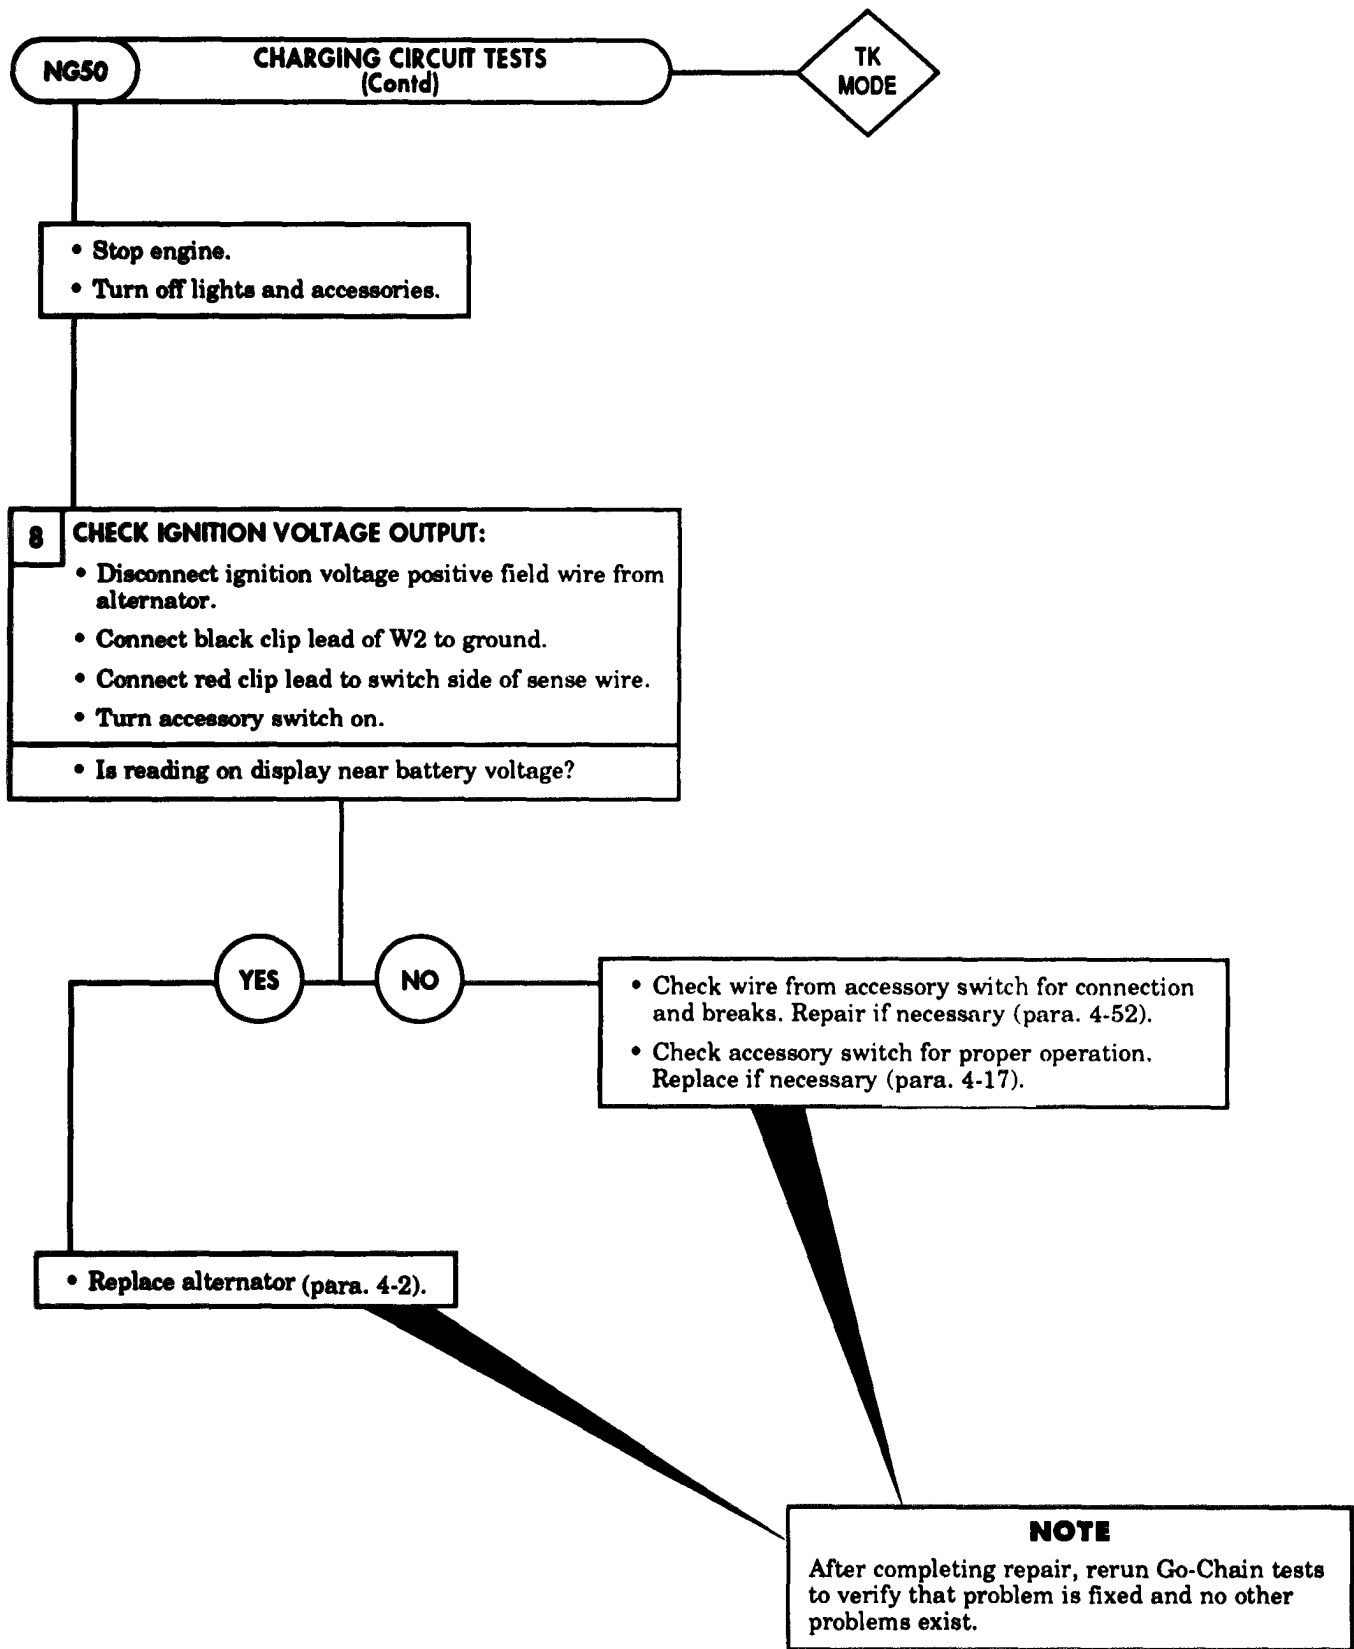 NG50
CHARGING CIRCUIT TESTS
(Contd)
TK
MODE
• Stop engine.
• Turn off lights and accessories.
8
CHECK IGNITION VOLTAGE OUTPUT:
• Disconnect ignition voltage positive field wire from
alternator.
• Connect black clip lead of W2 to ground.
• Connect red clip lead to switch side of sense wire.
• Turn accessory switch on.
• Is reading on display near battery voltage?
YES
NO
• Check wire from accessory switch for connection
and breaks. Repair if necessary (para. 4-52).
• Check accessory switch for proper operation.
Replace if necessary (para. 4-17).
• Replace alternator (para. 4-2).
NOTE
After completing repair, rerun Go-Chain tests
to verify that problem is fixed and no other
problems exist.